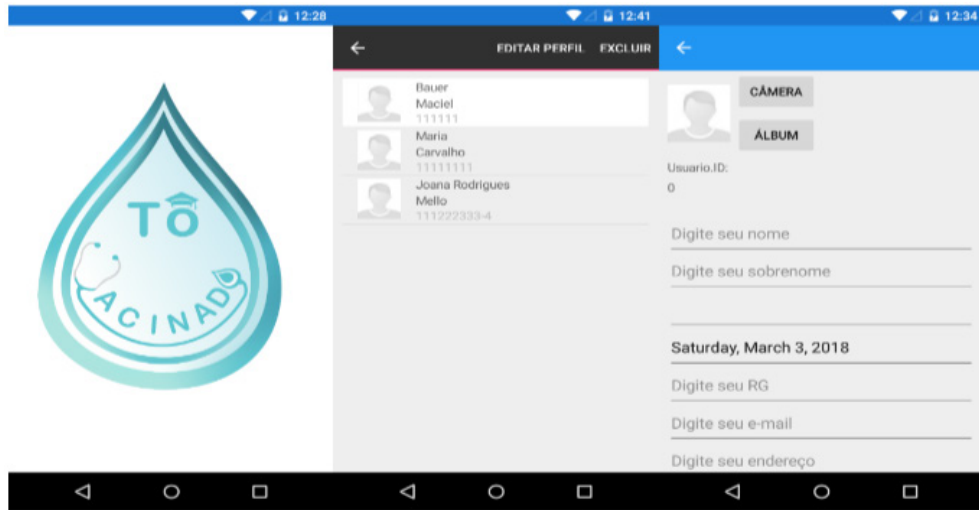 12:28
TÔ
VACINADO
12:41
EDITAR PERFIL EXCLUIR
Bauer
Maciel
111111
Maria
Carvalho
11111111
Joana Rodrigues
Mello
111222333-4
12:34
CÂMERA
ÁLBUM
Usuario.ID:
0
Digite seu nome
Digite seu sobrenome
Saturday, March 3, 2018
Digite seu RG
Digite seu e-mail
Digite seu endereço